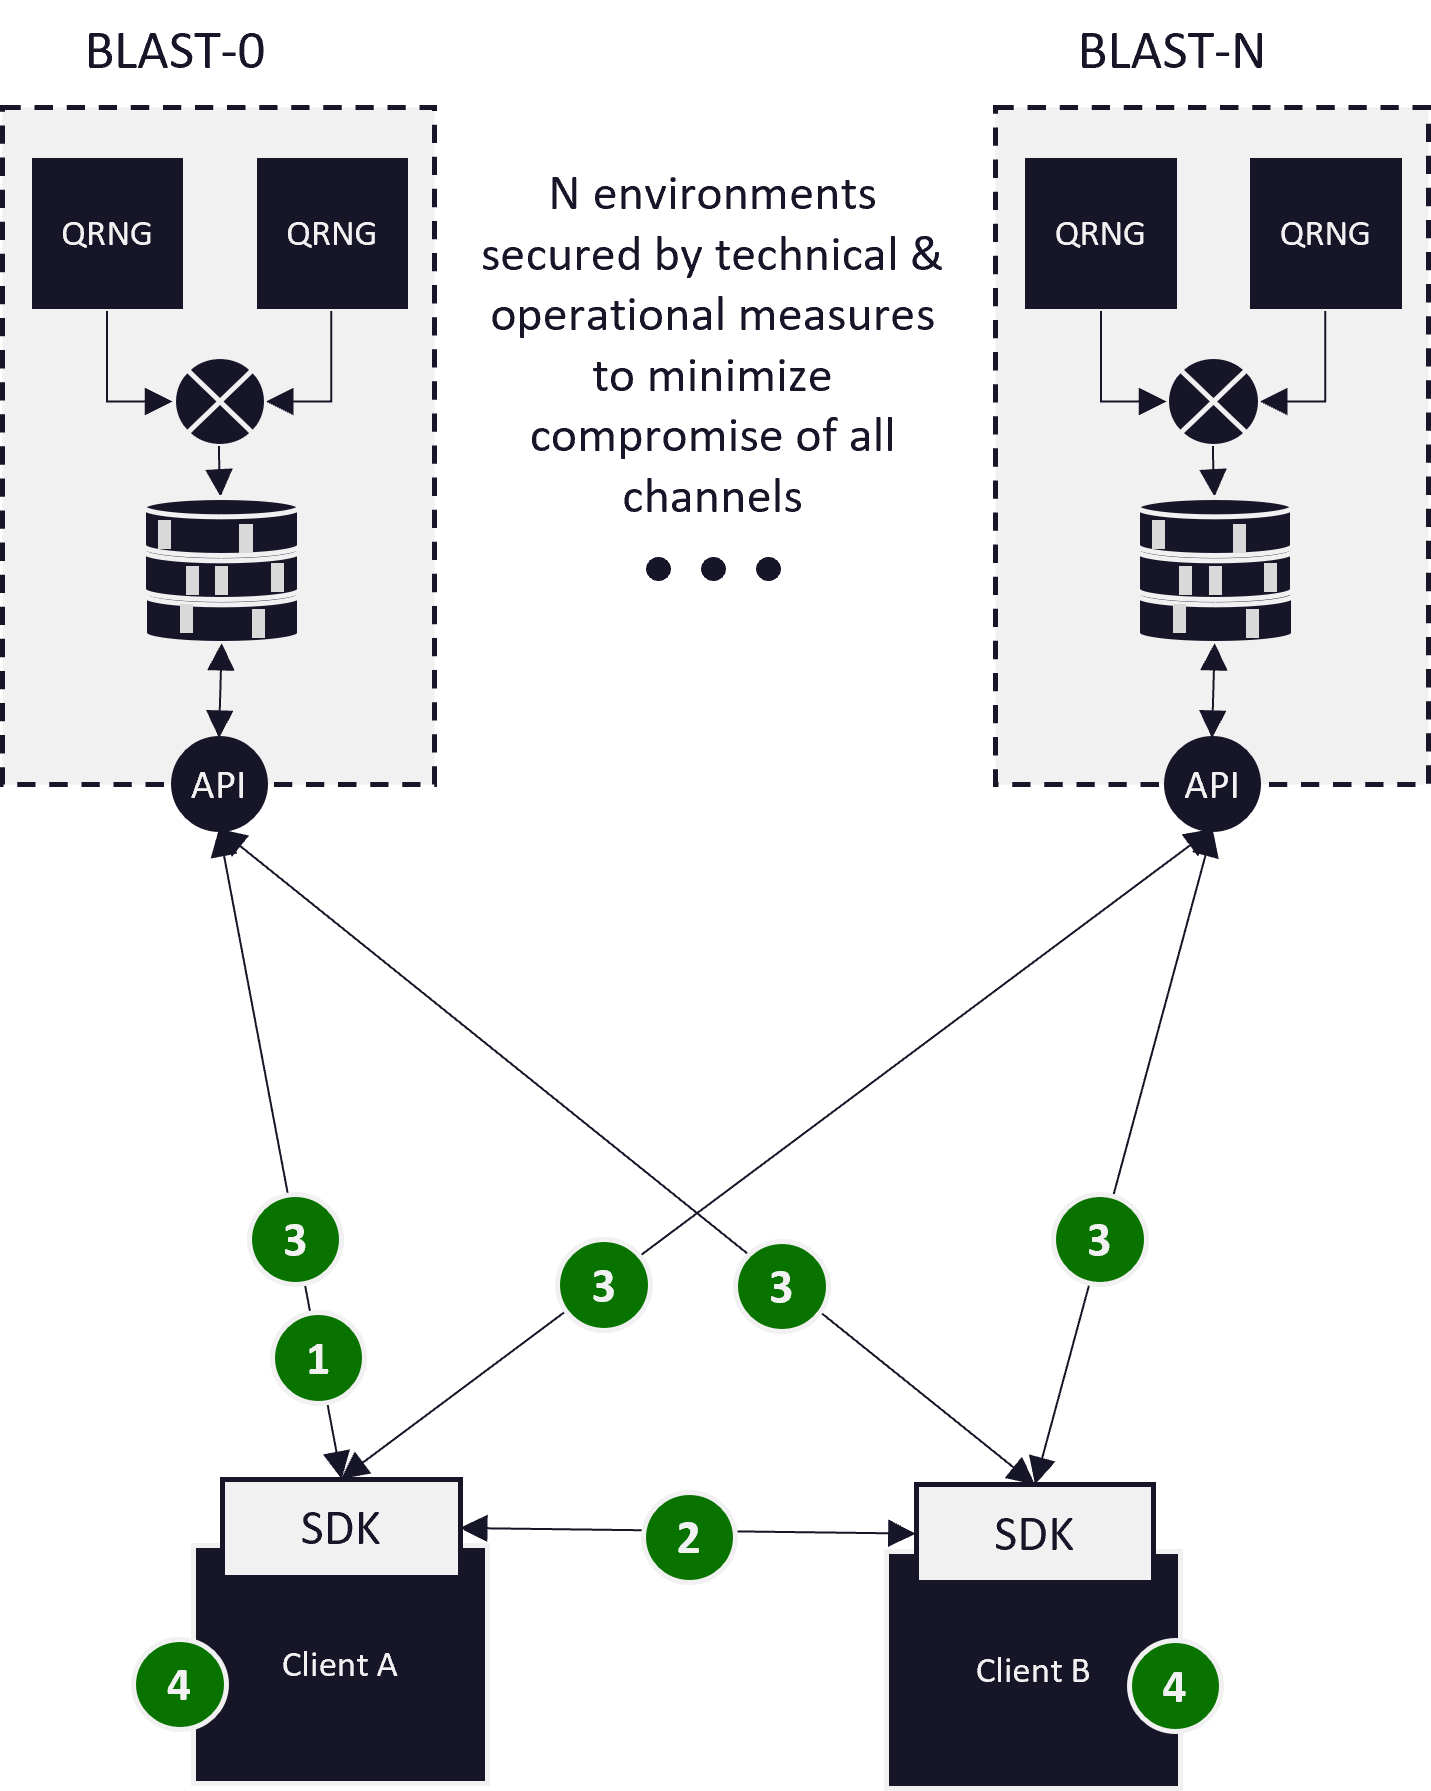 BLAST-0
BLAST-N
QRNG
QRNG
N environments
secured by technical &
operational measures
to minimize
compromise of all
channels
QRNG
QRNG
API
API
3
3
3
3
1
SDK
2
SDK
Client A
Client B
4
4